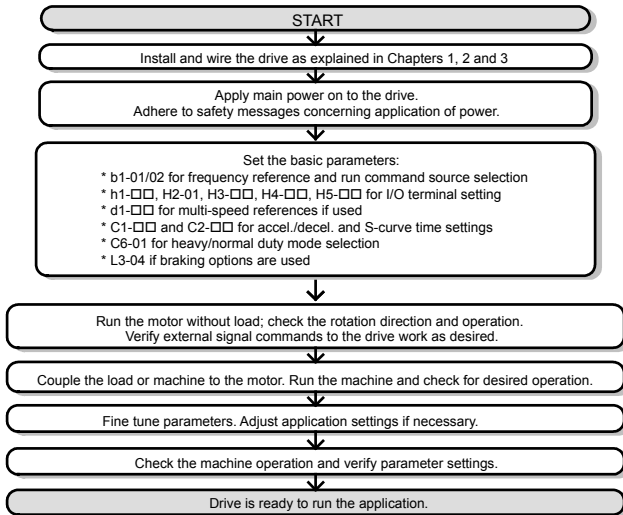 START
Install and wire the drive as explained in Chapters 1, 2 and 3
Apply main power on to the drive.
Adhere to safety messages concerning application of power.
Set the basic parameters:
* b1-01/02 for frequency reference and run command source selection
* h1-□□, H2-01, H3-□□, H4-□□, H5-□□ for I/O terminal setting
* d1-□□ for multi-speed references if used
* C1-□□ and C2-□□ for accel./decel. and S-curve time settings
* C6-01 for heavy/normal duty mode selection
* L3-04 if braking options are used
Run the motor without load; check the rotation direction and operation.
Verify external signal commands to the drive work as desired.
Couple the load or machine to the motor. Run the machine and check for desired operation.
Fine tune parameters. Adjust application settings if necessary.
Check the machine operation and verify parameter settings.
Drive is ready to run the application.